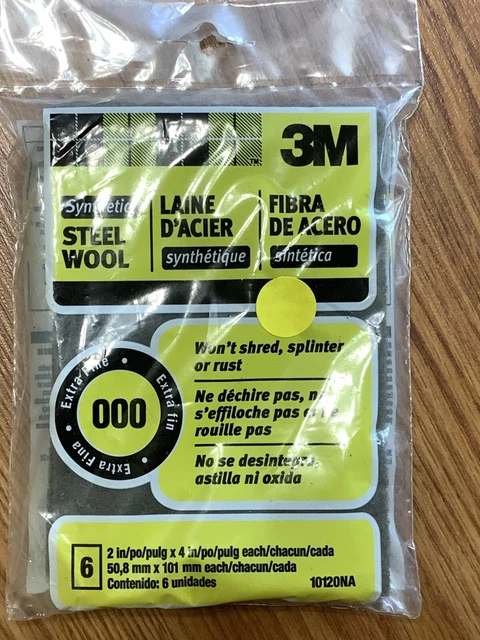 3M
Synthetic
STEEL
WOOL
LAINE
D'ACIER
synthétique
FIBRA
DE ACERO
sintética
Won't shred, splinter
or rust
Ne déchire pas, n
s'effiloche pas et ne
rouille pas
No se desintegra,
astilla ni oxida
Extra Fine • Extra fin • Extra Fina •
000
6
2 in/po/pulg x 4 in/po/pulg each/chacun/cada
50,8 mm x 101 mm each/chacun/cada
Contenido: 6 unidades
10120NA